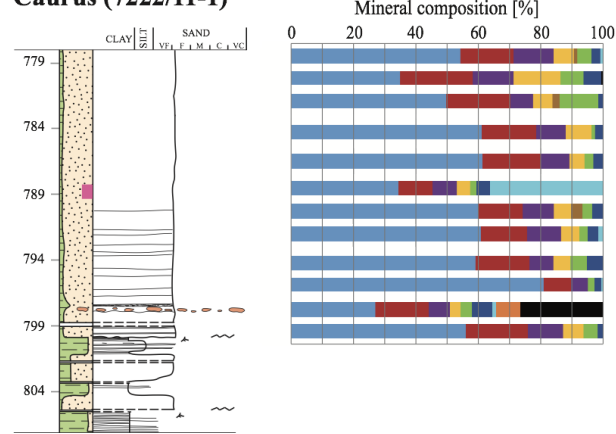 Caurus (7222/11-1)
Mineral composition [%]
CLAY SILT SAND
VF F M C VC
0 20 40 60 80 100
779
784
789
794
799
804